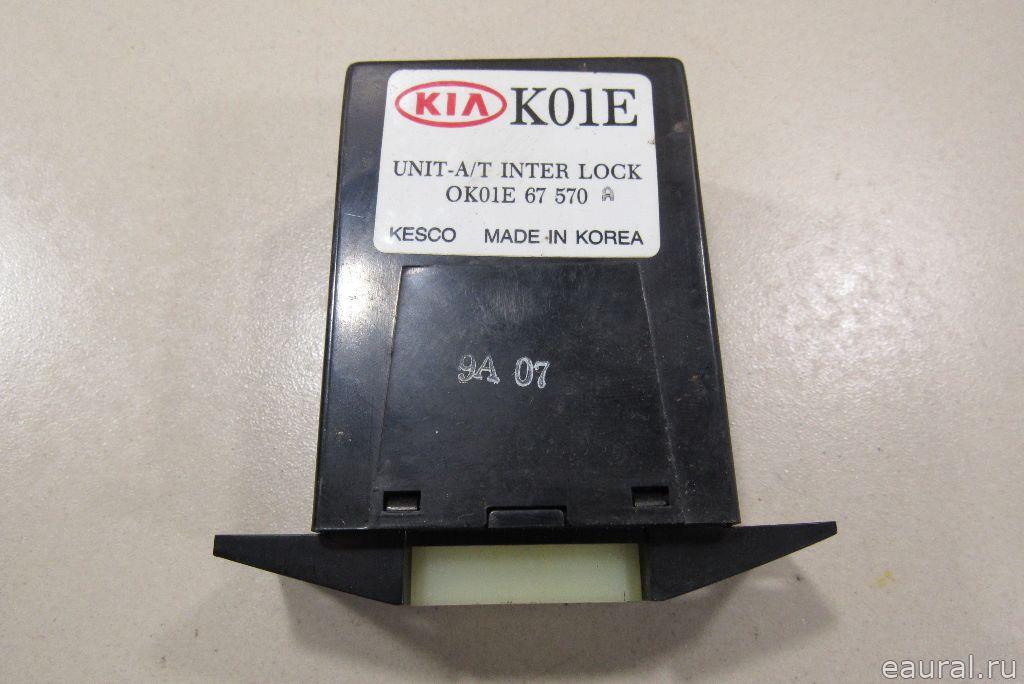 KIA K01E
UNIT-A/T INTER LOCK
OK01E 67 570 A
KESCO MADE IN KOREA
9A 07
eaural.ru